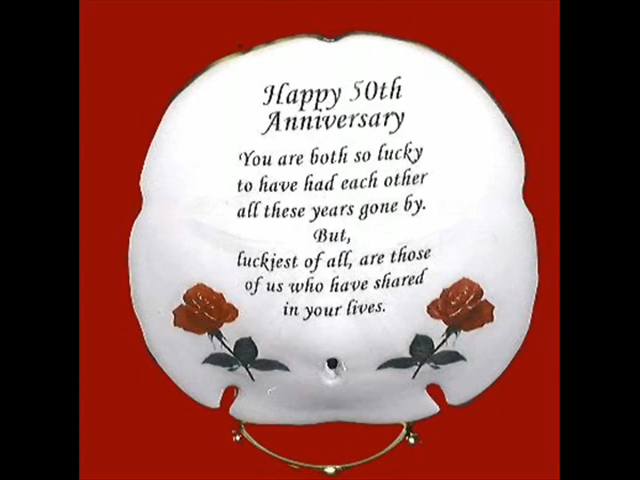 Happy 50th
Anniversary
You are both so lucky
to have had each other
all these years gone by.
But,
luckiest of all, are those
of us who have shared
in your lives.